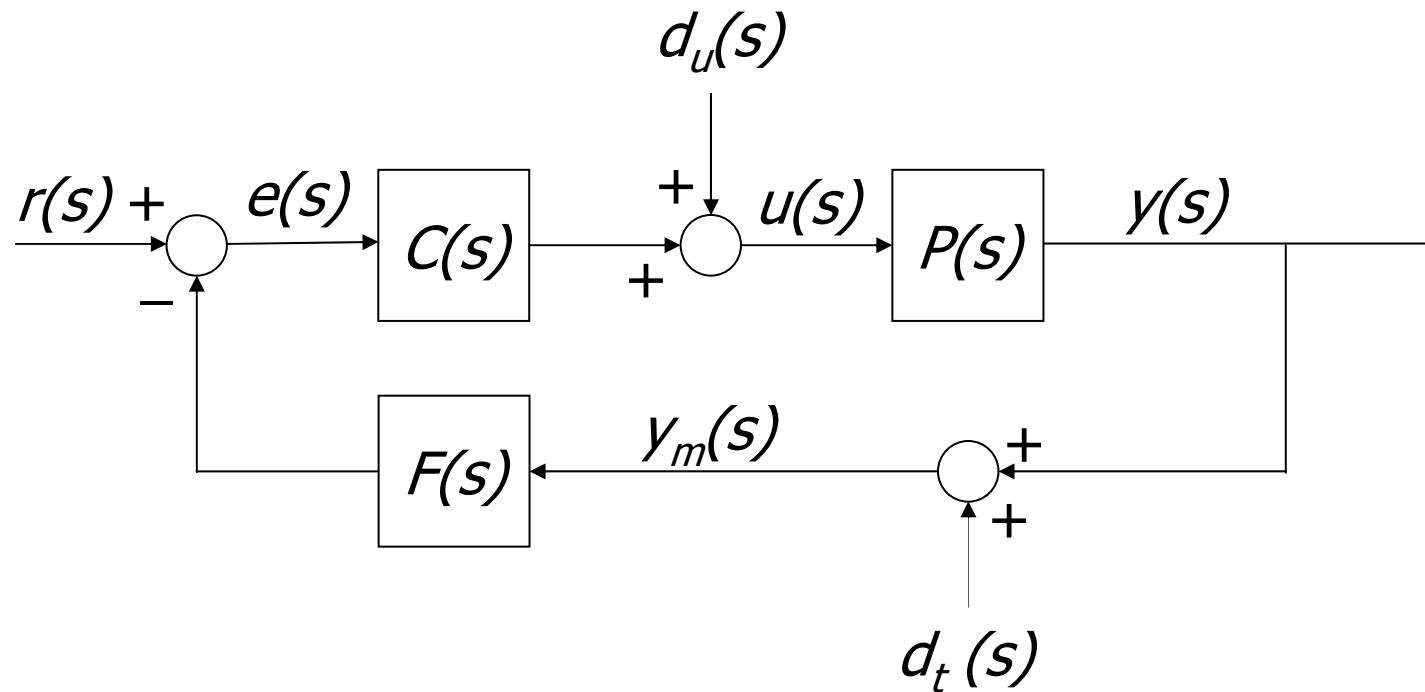 d_u(s)
r(s) + e(s) C(s) + + u(s) P(s) y(s)
−
F(s) y_m(s) + +
d_t (s)